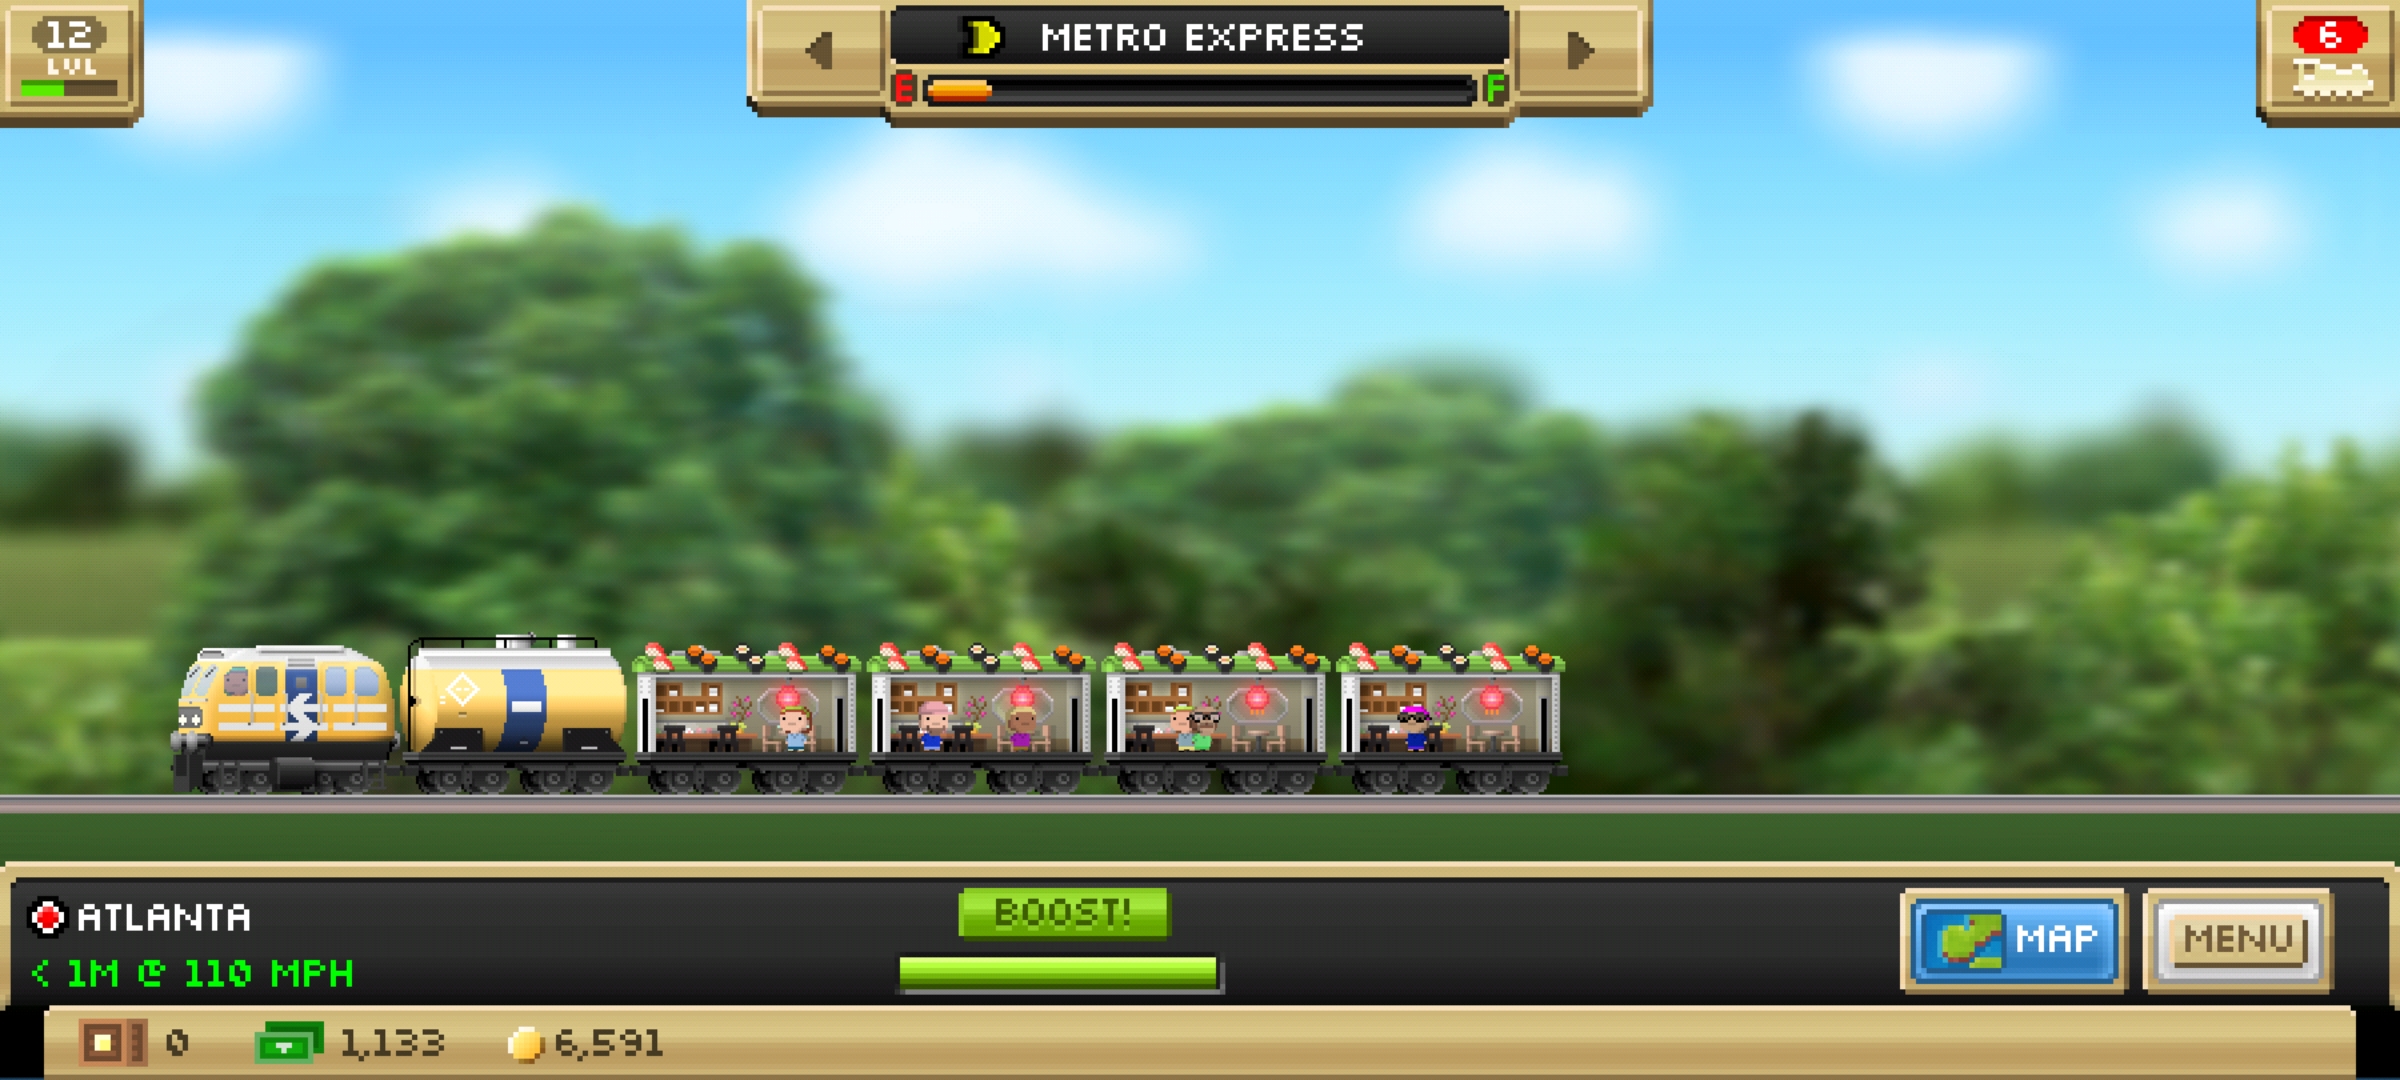 12
LVL
METRO EXPRESS
E F
6
ATLANTA
< 1M @ 110 MPH
BOOST!
MAP
MENU
0
1,133
6,591